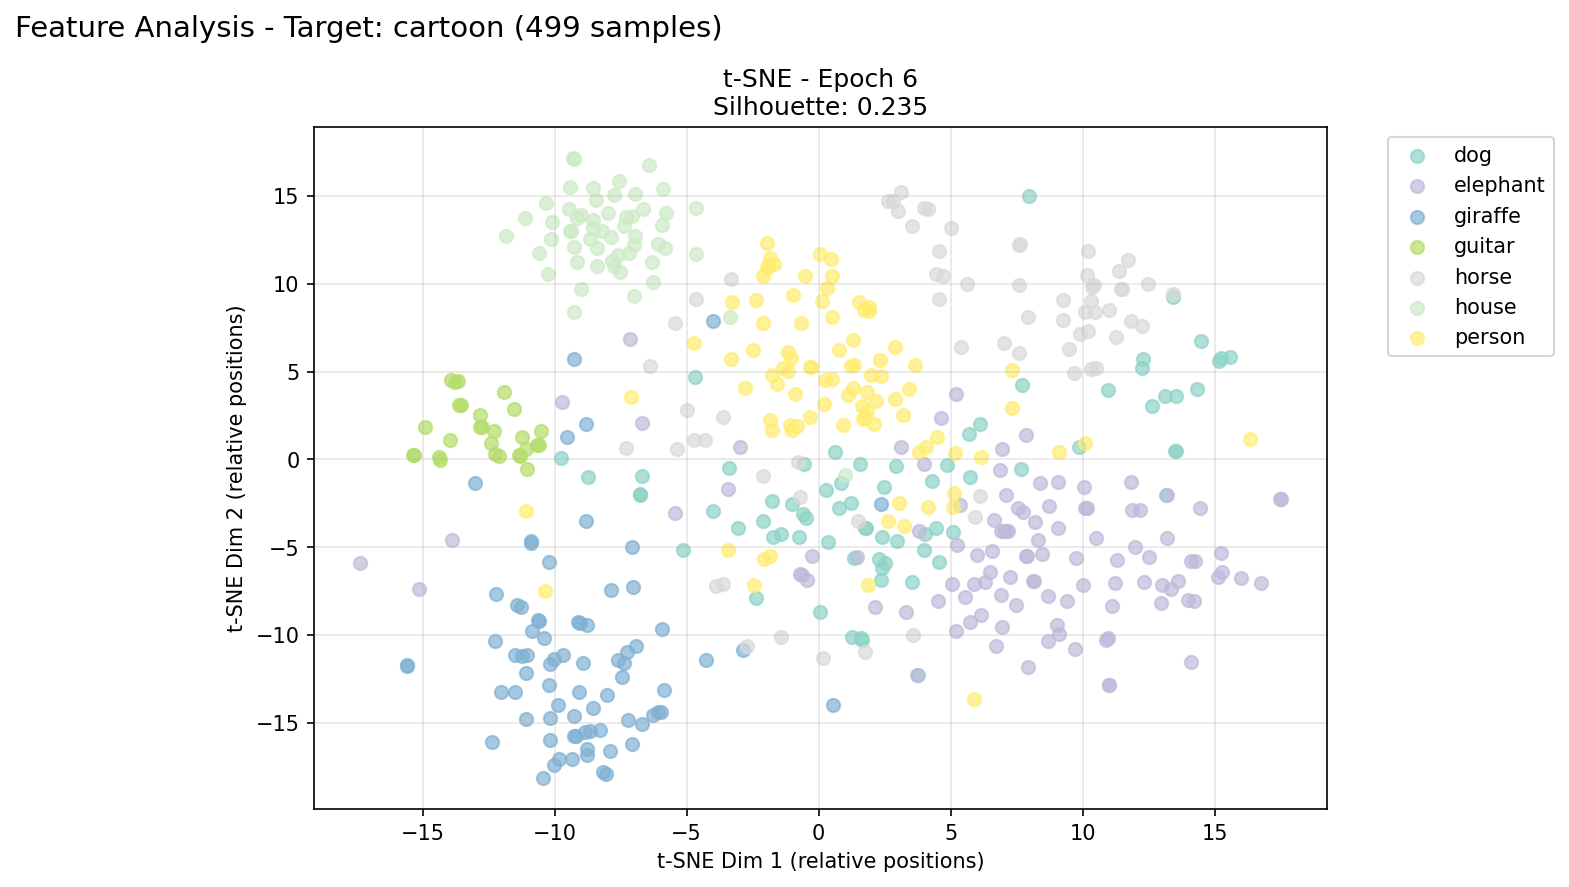 Feature Analysis - Target: cartoon (499 samples)
t-SNE - Epoch 6
Silhouette: 0.235
15
10
5
0
−5
−10
−15
t-SNE Dim 2 (relative positions)
−15 −10 −5 0 5 10 15
t-SNE Dim 1 (relative positions)
dog
elephant
giraffe
guitar
horse
house
person